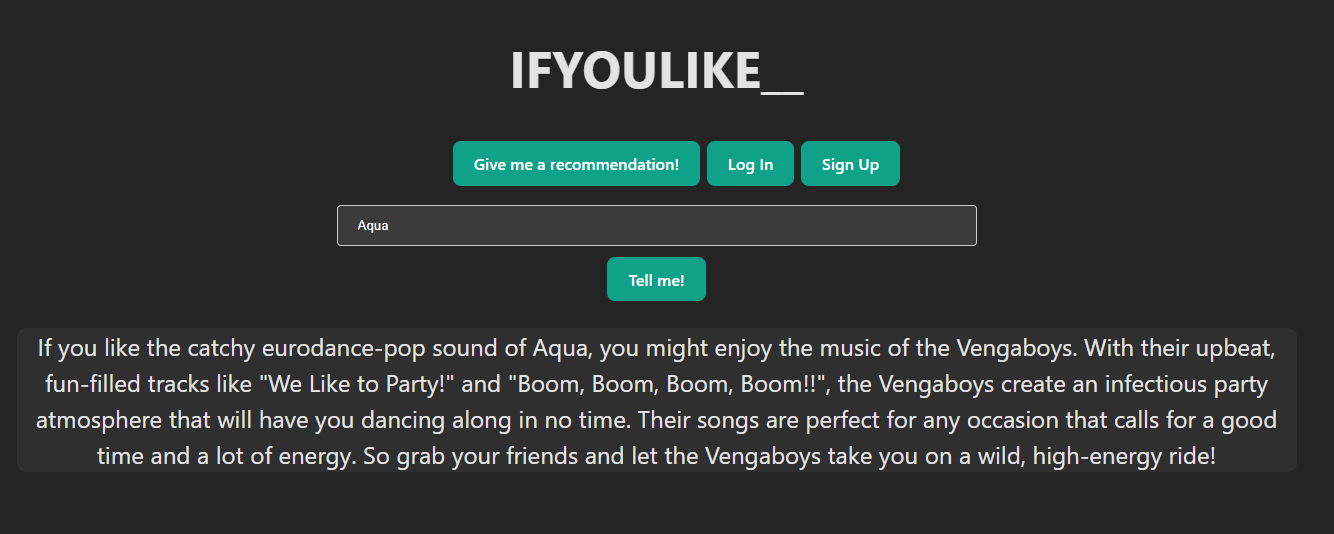 IFYOULIKE__
Give me a recommendation! Log In Sign Up
Aqua
Tell me!
If you like the catchy eurodance-pop sound of Aqua, you might enjoy the music of the Vengaboys. With their upbeat,
fun-filled tracks like "We Like to Party!" and "Boom, Boom, Boom, Boom!!", the Vengaboys create an infectious party
atmosphere that will have you dancing along in no time. Their songs are perfect for any occasion that calls for a good
time and a lot of energy. So grab your friends and let the Vengaboys take you on a wild, high-energy ride!